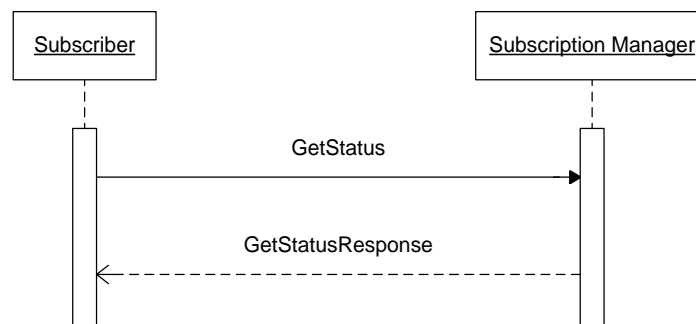 Subscriber
Subscription Manager
GetStatus
GetStatusResponse